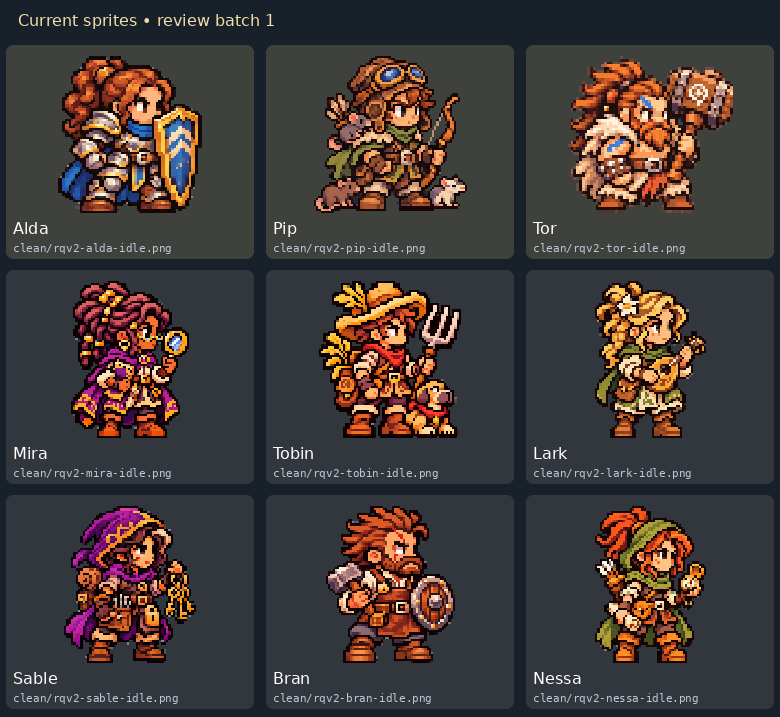 Current sprites • review batch 1
Alda
clean/rqv2-alda-idle.png
Pip
clean/rqv2-pip-idle.png
Tor
clean/rqv2-tor-idle.png
Mira
clean/rqv2-mira-idle.png
Tobin
clean/rqv2-tobin-idle.png
Lark
clean/rqv2-lark-idle.png
Sable
clean/rqv2-sable-idle.png
Bran
clean/rqv2-bran-idle.png
Nessa
clean/rqv2-nessa-idle.png